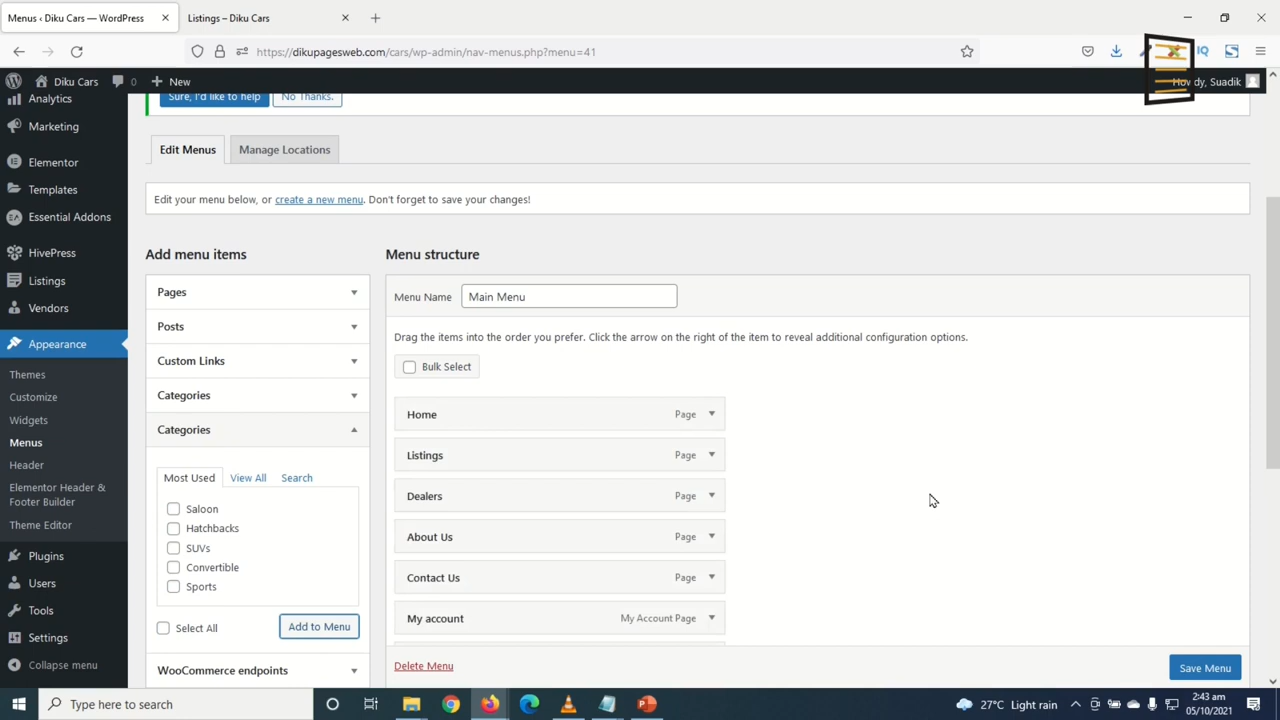 Menus ‹ Diku Cars — WordPress
Listings – Diku Cars
https://dikupagesweb.com/cars/wp-admin/nav-menus.php?menu=41
IQ
Diku Cars
0
New
Howdy, Suadik
Analytics
Marketing
Elementor
Templates
Essential Addons
HivePress
Listings
Vendors
Appearance
Themes
Customize
Widgets
Menus
Header
Elementor Header &
Footer Builder
Theme Editor
Plugins
Users
Tools
Settings
Collapse menu
Sure, I'd like to help
No Thanks.
Edit Menus
Manage Locations
Edit your menu below, or create a new menu. Don't forget to save your changes!
Add menu items
Pages
Posts
Custom Links
Categories
Categories
Most Used
View All
Search
Saloon
Hatchbacks
SUVs
Convertible
Sports
Select All
Add to Menu
WooCommerce endpoints
Menu structure
Menu Name
Main Menu
Drag the items into the order you prefer. Click the arrow on the right of the item to reveal additional configuration options.
Bulk Select
Home Page
Listings Page
Dealers Page
About Us Page
Contact Us Page
My account My Account Page
Delete Menu
Save Menu
Type here to search
27°C Light rain
2:43 am
05/10/2021